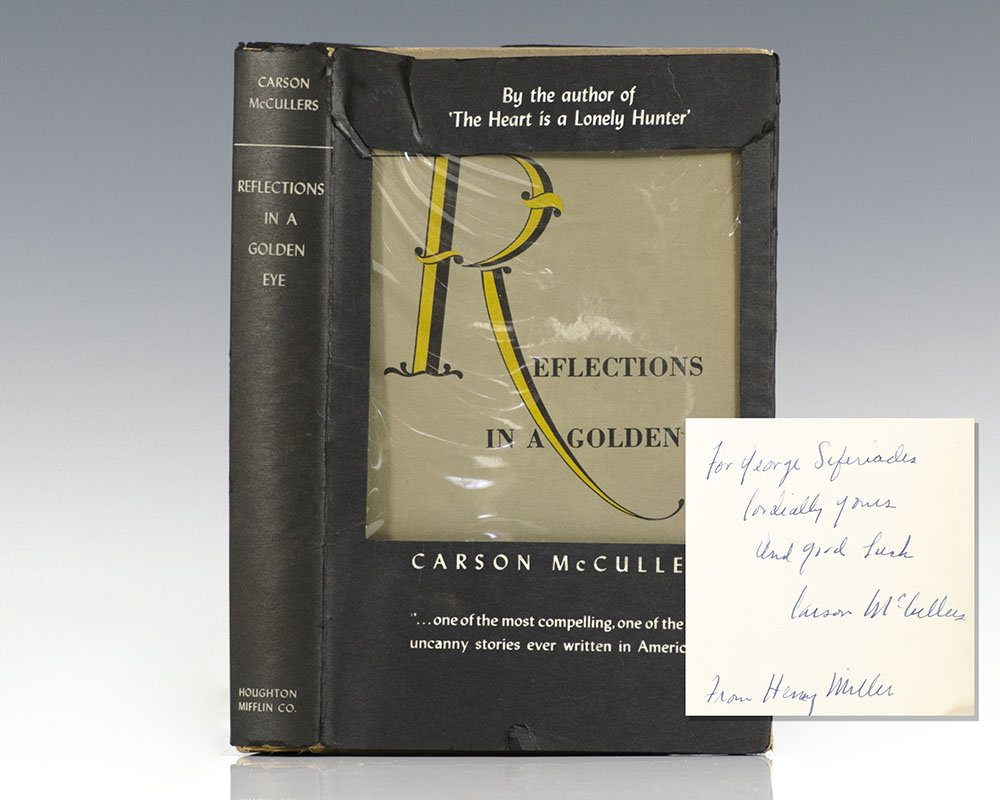 CARSON
McCULLERS
REFLECTIONS
IN A
GOLDEN
EYE
HOUGHTON
MIFFLIN CO.
By the author of
'The Heart is a Lonely Hunter'
REFLECTIONS
IN A GOLDEN
CARSON McCULLE
"...one of the most compelling, one of the
uncanny stories ever written in Americ
For George Seferiades
Cordially yours
And good luck
Carson McCullers
From Henry Miller